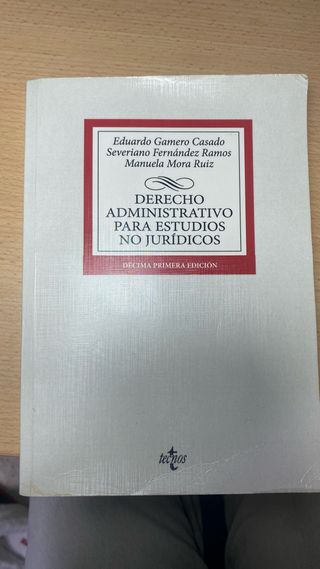 Eduardo Gamero Casado
Severiano Fernández Ramos
Manuela Mora Ruiz
DERECHO
ADMINISTRATIVO
PARA ESTUDIOS
NO JURÍDICOS
DÉCIMA PRIMERA EDICIÓN
tecnos